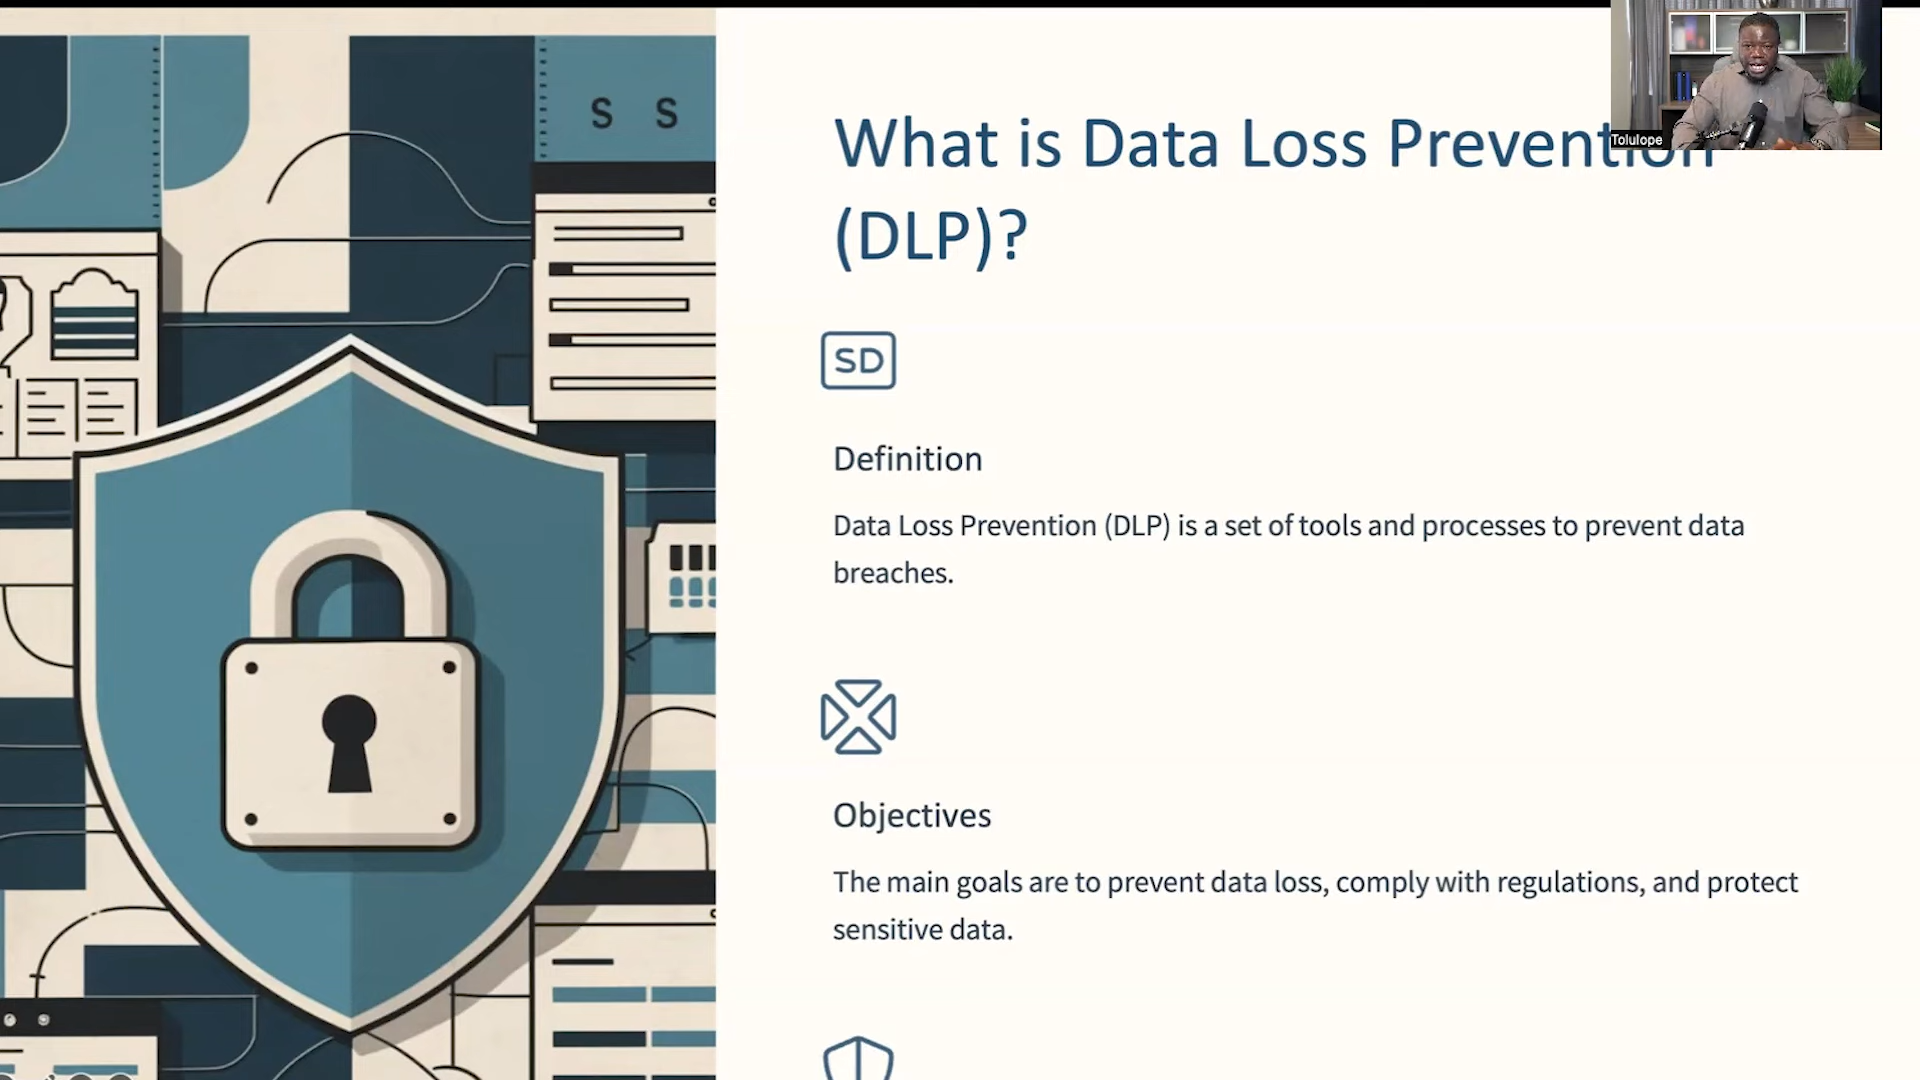 S S
What is Data Loss Prevention
(DLP)?
Tolulope
SD
Definition
Data Loss Prevention (DLP) is a set of tools and processes to prevent data
breaches.
Objectives
The main goals are to prevent data loss, comply with regulations, and protect
sensitive data.